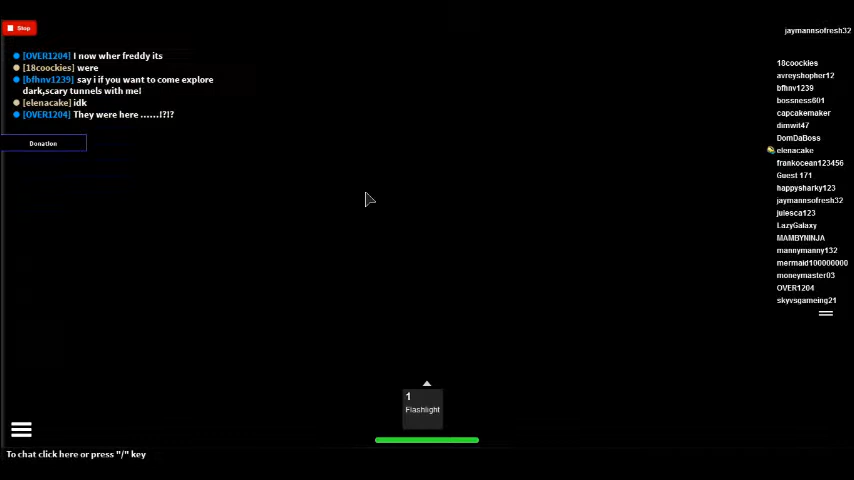 Stop
jaymannsofresh32
[OVER1204] I now wher freddy its
[18coockies] were
[bfhnv1239] say i if you want to come explore
dark,scary tunnels with me!
[elenacake] idk
[OVER1204] They were here ......!?!?
Donation
18coockies
avreyshopher12
bfhnv1239
bossness601
capcakemaker
dimwit47
DomDaBoss
elenacake
frankocean123456
Guest 171
happysharky123
jaymannsofresh32
julesca123
LazyGalaxy
MAMBYNINJA
mannymanny132
mermaid100000000
moneymaster03
OVER1204
skyvsgameing21
1
Flashlight
To chat click here or press "/" key